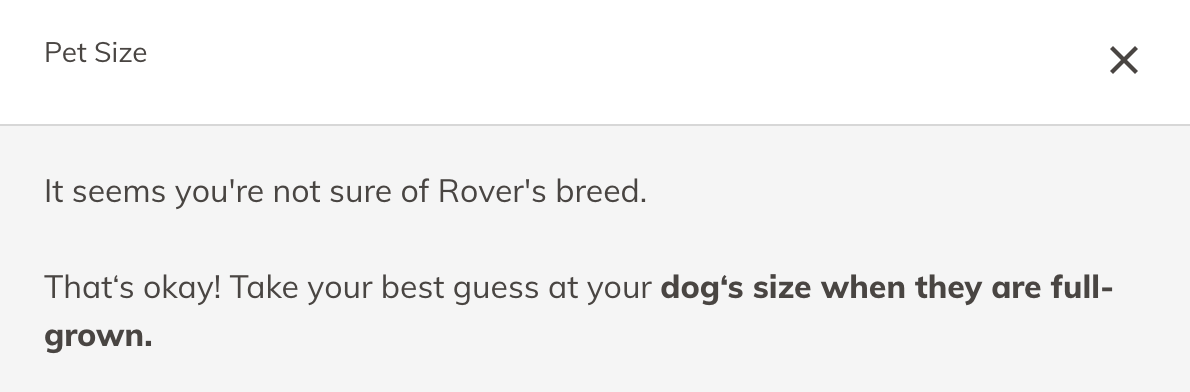 Pet Size
It seems you're not sure of Rover's breed.
That‘s okay! Take your best guess at your dog‘s size when they are full-
grown.